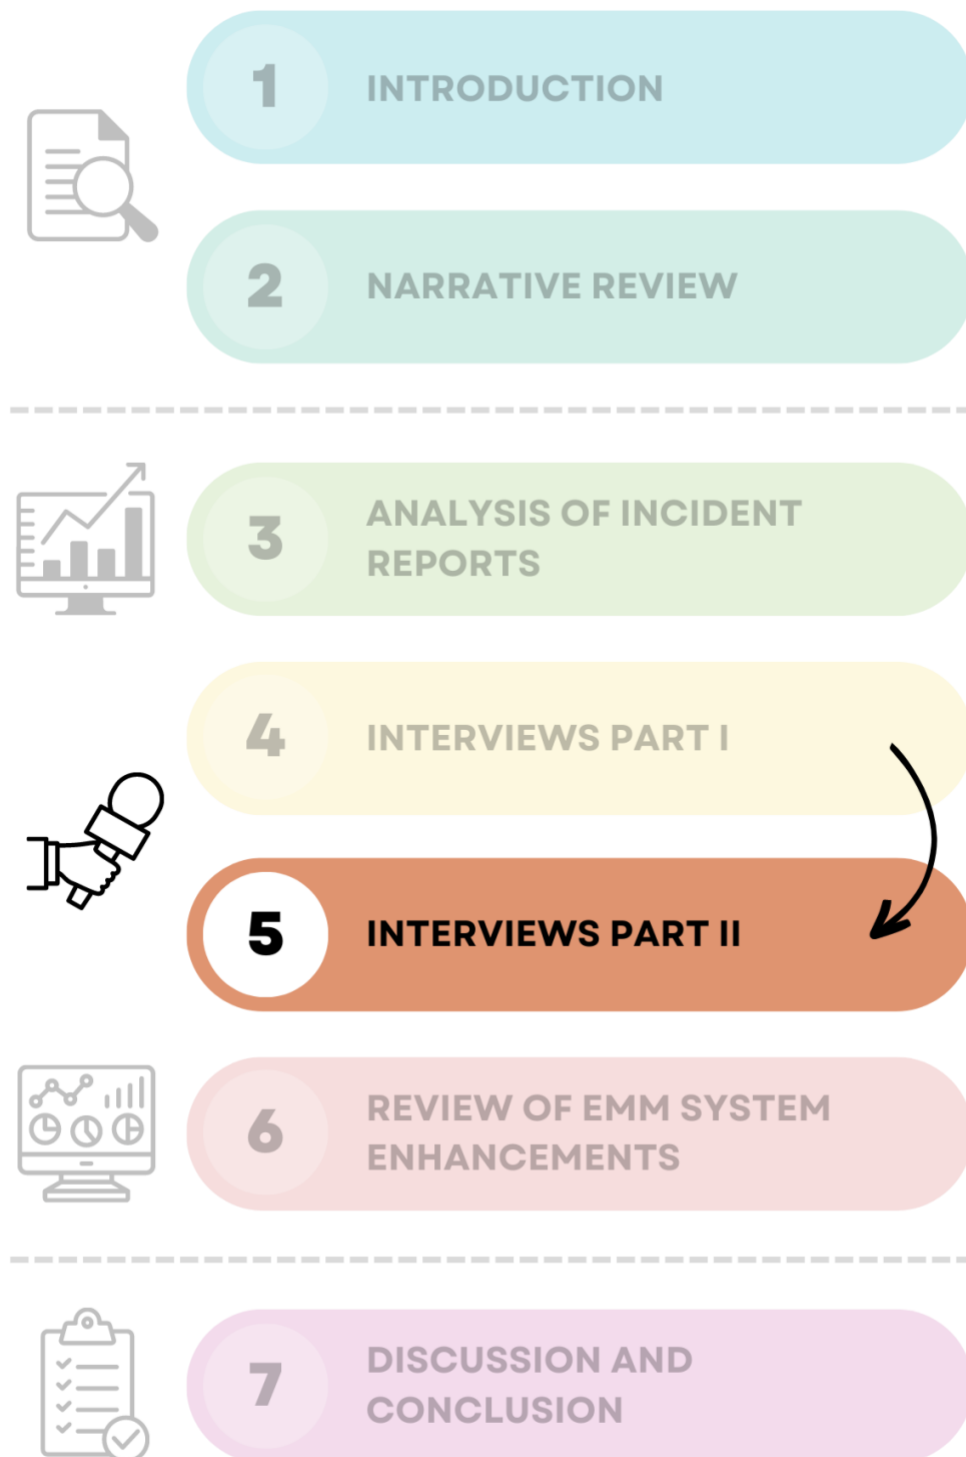 1 INTRODUCTION
2 NARRATIVE REVIEW
3 ANALYSIS OF INCIDENT
REPORTS
4 INTERVIEWS PART I
5 INTERVIEWS PART II
6 REVIEW OF EMM SYSTEM
ENHANCEMENTS
7 DISCUSSION AND
CONCLUSION